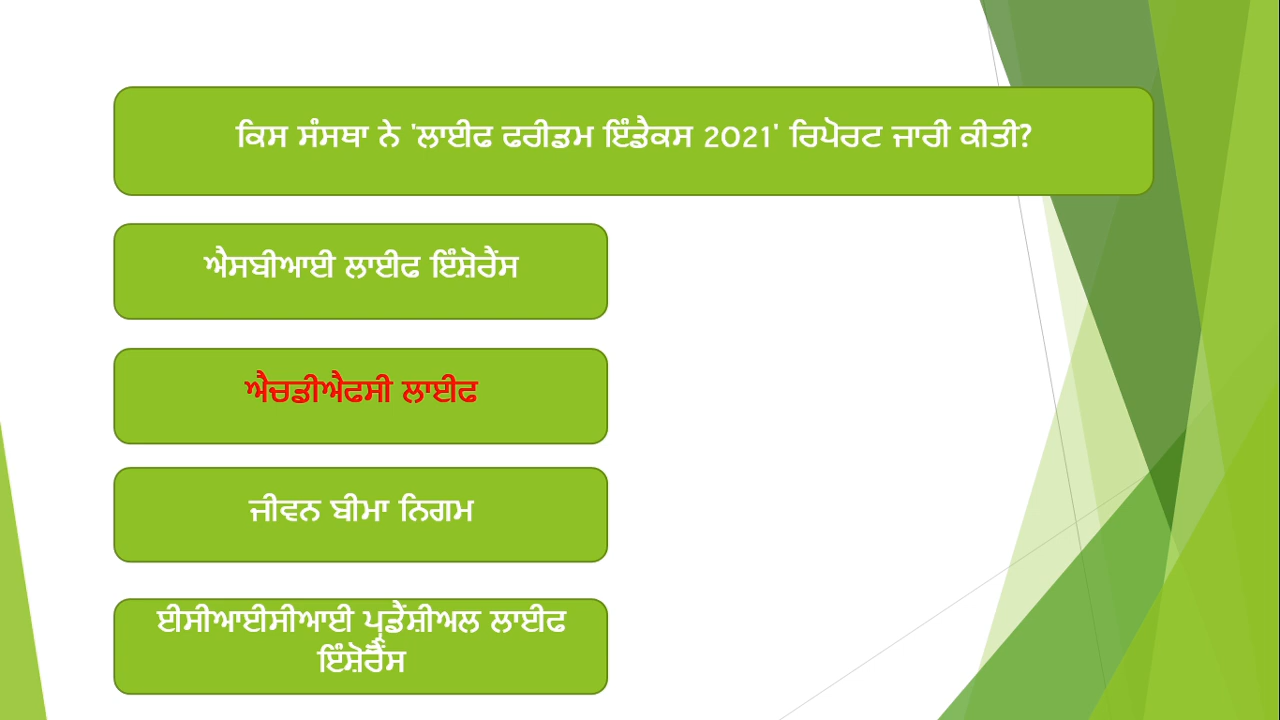 ਕਿਸ ਸੰਸਥਾ ਨੇ 'ਲਾਈਫ ਫਰੀਡਮ ਇੰਡੈਕਸ 2021' ਰਿਪੋਰਟ ਜਾਰੀ ਕੀਤੀ?
ਐਸਬੀਆਈ ਲਾਈਫ ਇੰਸ਼ੋਰੈਂਸ
ਐਚਡੀਐਫਸੀ ਲਾਈਫ
ਜੀਵਨ ਬੀਮਾ ਨਿਗਮ
ਈਸੀਆਈਸੀਆਈ ਪ੍ਰੂਡੈਂਸ਼ੀਅਲ ਲਾਈਫ
ਇੰਸ਼ੋਰੈਂਸ